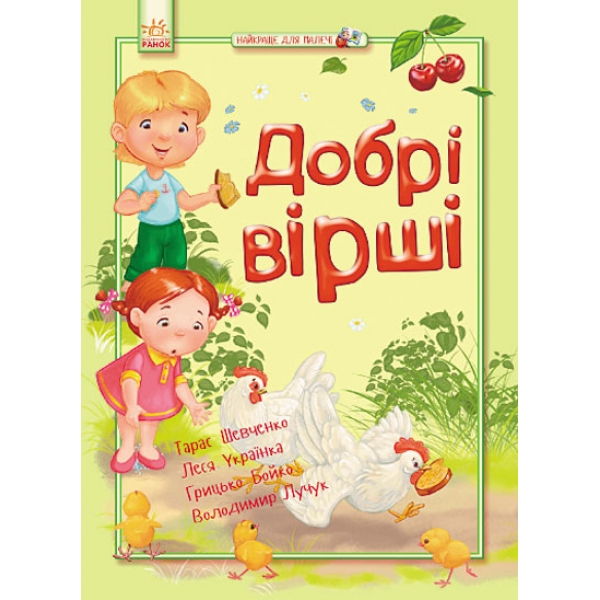 РАНОК
НАЙКРАЩЕ ДЛЯ МАЛЕЧІ
Добрі
вірші
Тарас Шевченко
Леся Українка
Грицько Бойко
Володимир Лучук